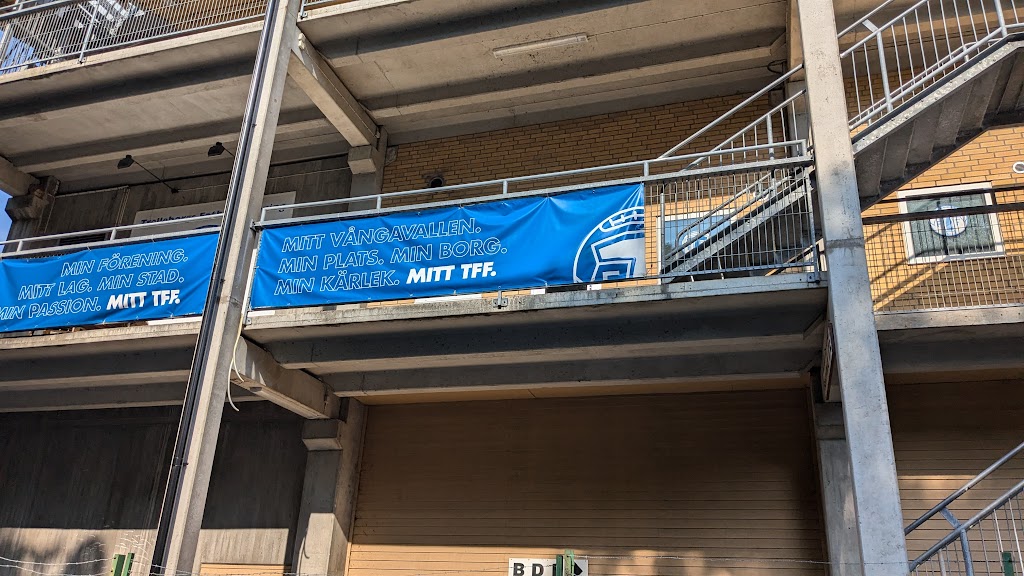 MIN FÖRENING.
MITT LAG. MIN STAD.
MIN PASSION. MITT TFF.
MITT VÅNGAVALLEN.
MIN PLATS. MIN BORG.
MIN KÄRLEK. MITT TFF.
B D